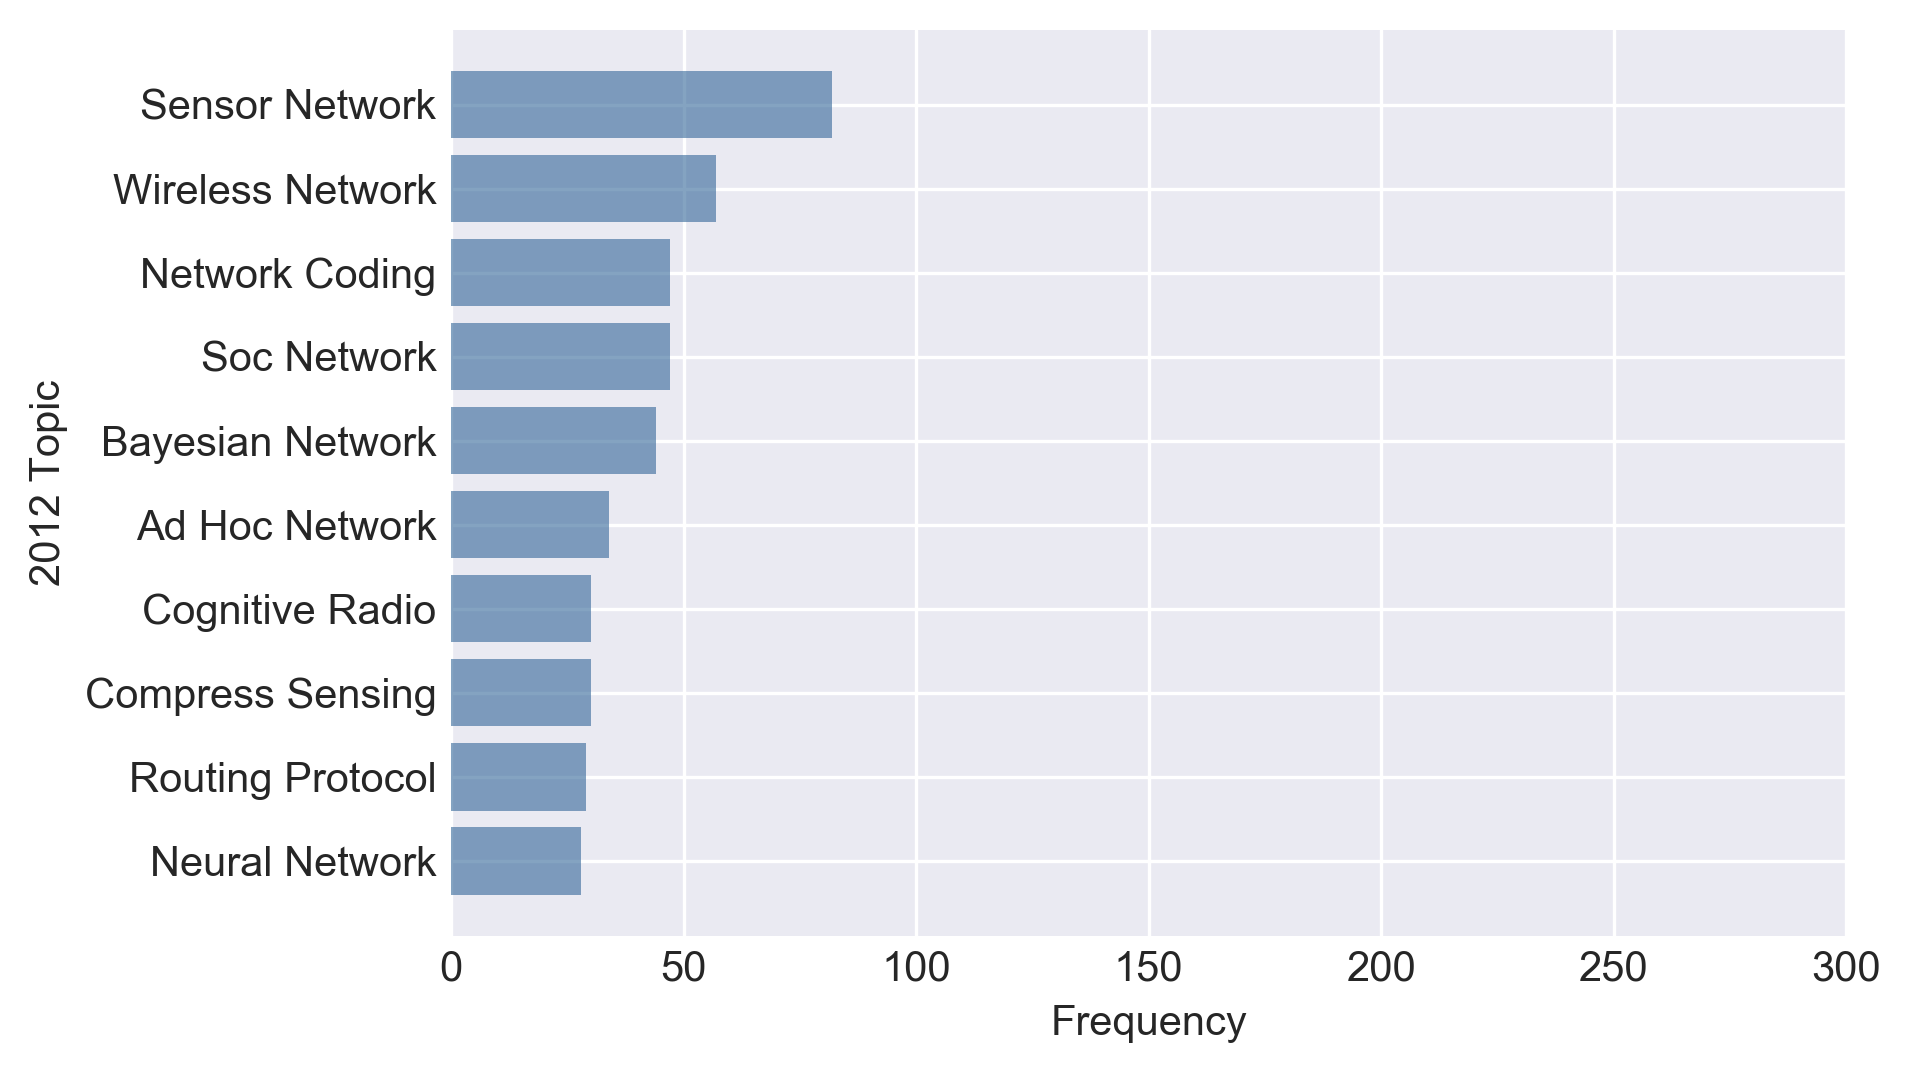 2012 Topic
Sensor Network
Wireless Network
Network Coding
Soc Network
Bayesian Network
Ad Hoc Network
Cognitive Radio
Compress Sensing
Routing Protocol
Neural Network
0 50 100 150 200 250 300
Frequency